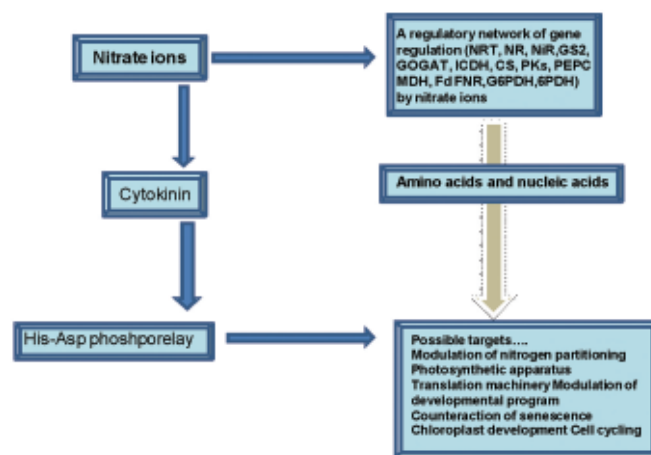 Nitrate ions
A regulatory network of gene
regulation (NRT, NR, NiR,GS2,
GOGAT, ICDH, CS, PKs, PEPC
MDH, Fd FNR,G6PDH,6PDH)
by nitrate ions
Cytokinin
Amino acids and nucleic acids
His-Asp phoshporelay
Possible targets....
Modulation of nitrogen partitioning
Photosynthetic apparatus
Translation machinery Modulation of
developmental program
Counteraction of senescence
Chloroplast development Cell cycling